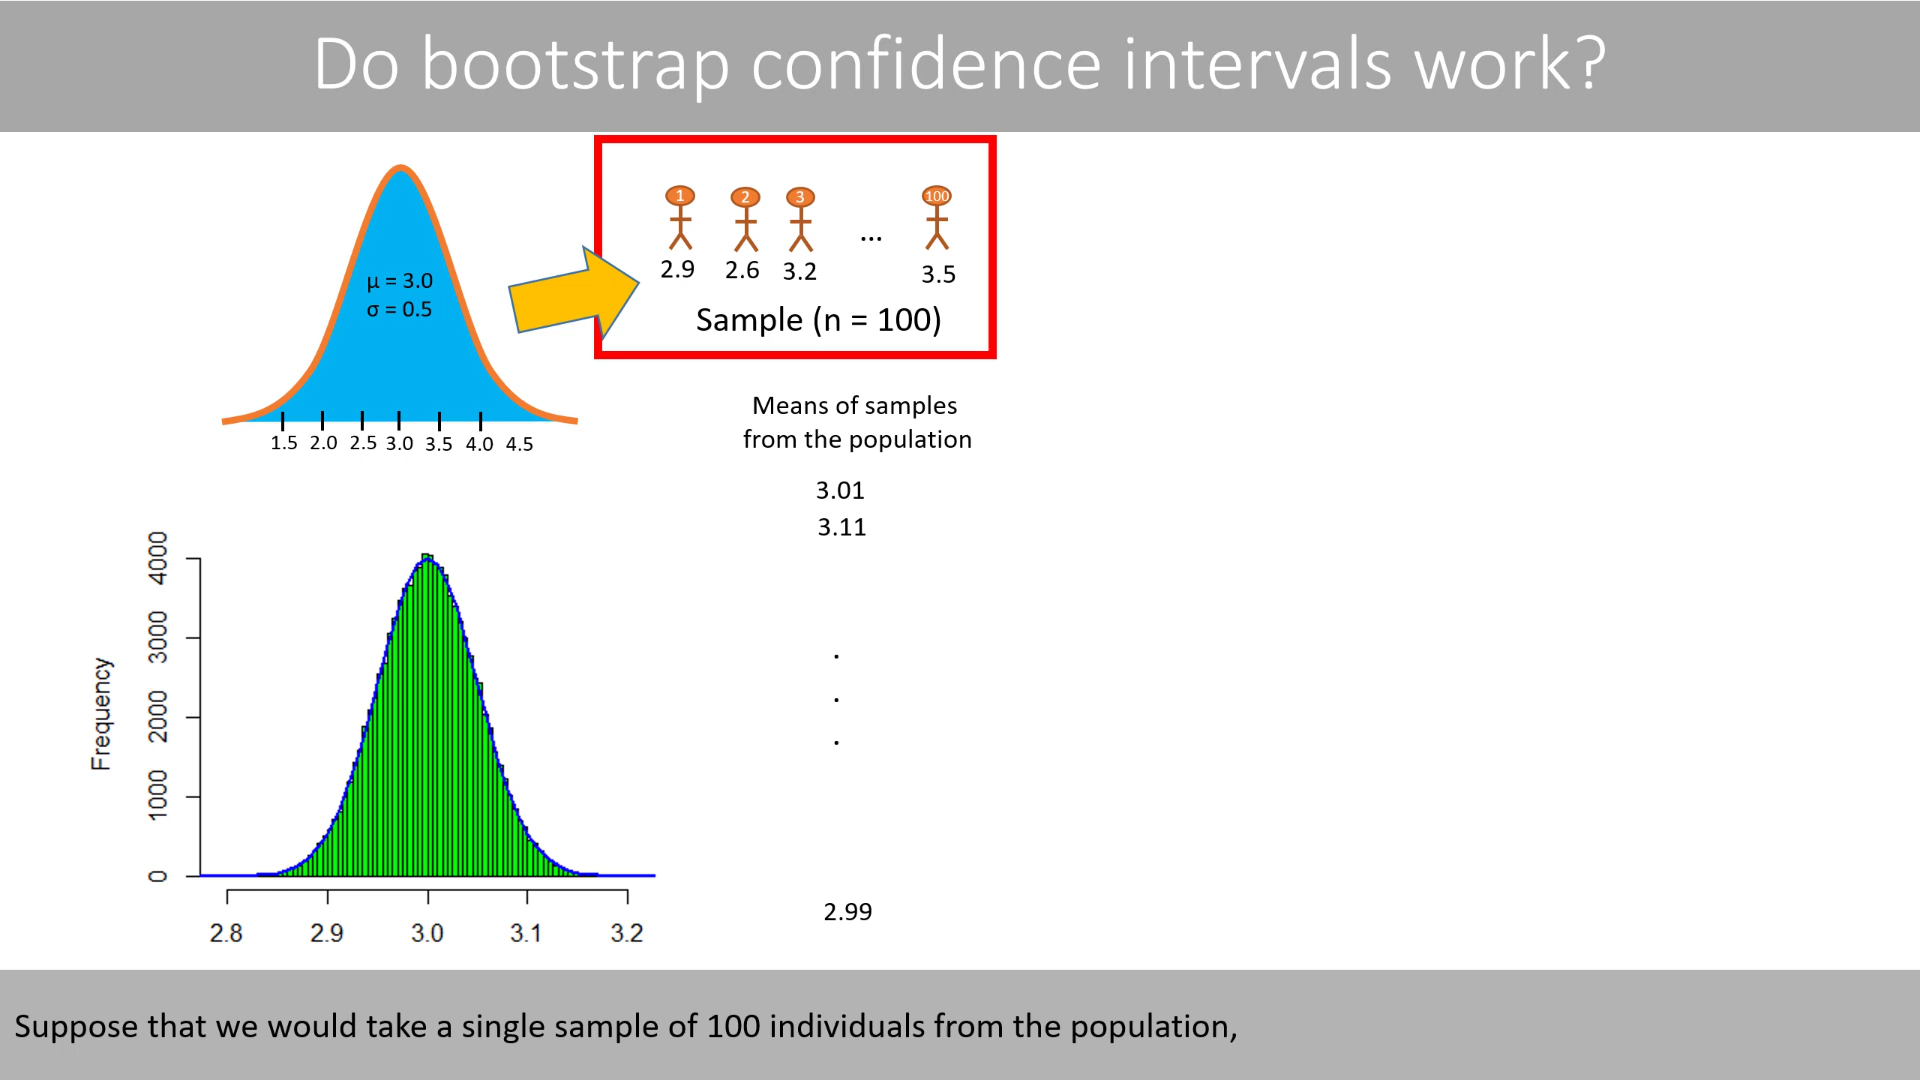 Do bootstrap confidence intervals work?
μ = 3.0
σ = 0.5
1.5 2.0 2.5 3.0 3.5 4.0 4.5
1 2 3 100
...
2.9 2.6 3.2 3.5
Sample (n = 100)
Means of samples
from the population
3.01
3.11
.
.
.
2.99
Frequency
4000
3000
2000
1000
0
2.8 2.9 3.0 3.1 3.2
Suppose that we would take a single sample of 100 individuals from the population,